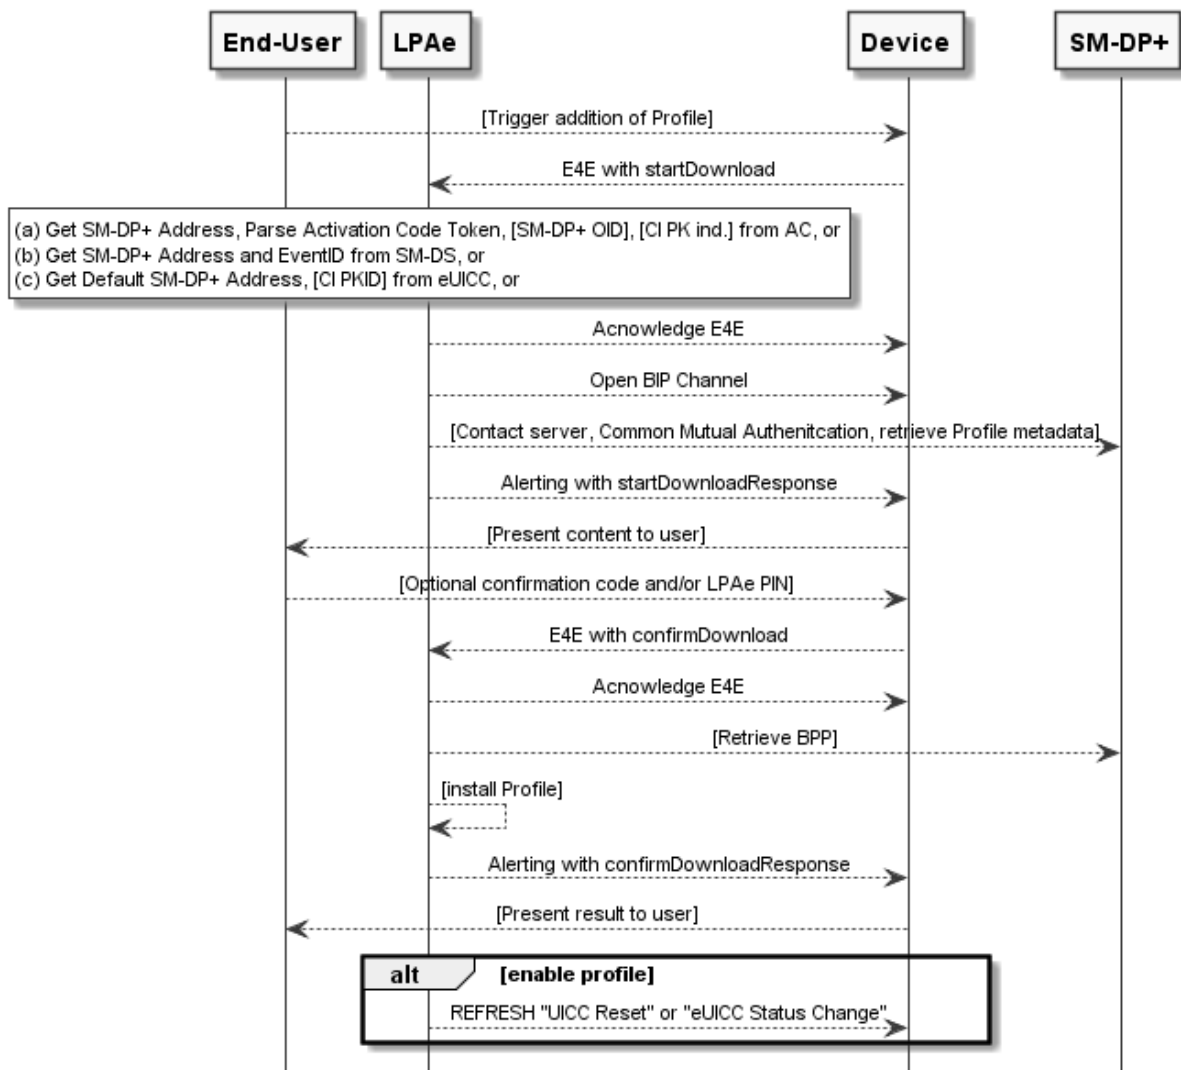 End-User
LPAe
Device
SM-DP+
[Trigger addition of Profile]
E4E with startDownload
(a) Get SM-DP+ Address, Parse Activation Code Token, [SM-DP+ OID], [CI PK ind.] from AC, or
(b) Get SM-DP+ Address and EventID from SM-DS, or
(c) Get Default SM-DP+ Address, [CI PKID] from eUICC, or
Acnowledge E4E
Open BIP Channel
[Contact server, Common Mutual Authenitcation, retrieve Profile metadata]
Alerting with startDownloadResponse
[Present content to user]
[Optional confirmation code and/or LPAe PIN]
E4E with confirmDownload
Acnowledge E4E
[Retrieve BPP]
[install Profile]
Alerting with confirmDownloadResponse
[Present result to user]
alt [enable profile]
REFRESH "UICC Reset" or "eUICC Status Change"